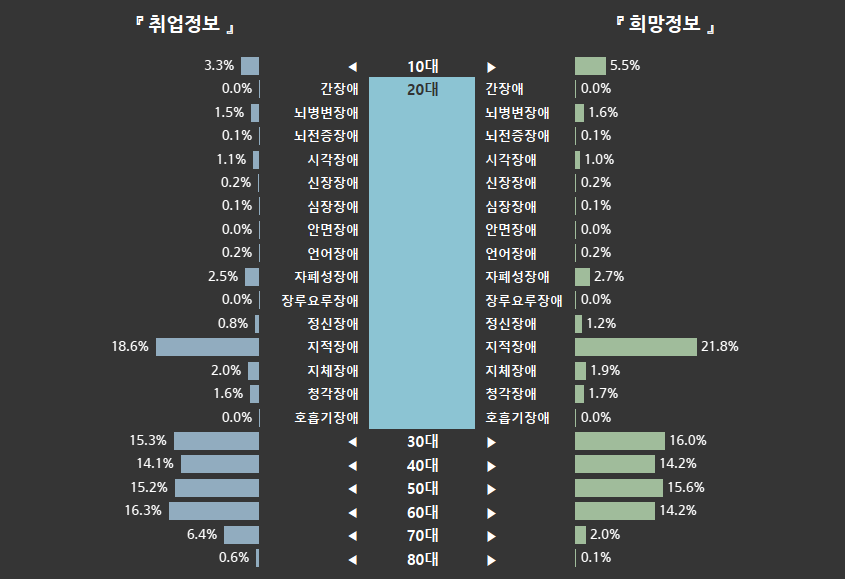 『 취업정보 』 『 희망정보 』
3.3% ◀ 10대 ▶ 5.5%
0.0% 간장애 20대 간장애 0.0%
1.5% 뇌병변장애 뇌병변장애 1.6%
0.1% 뇌전증장애 뇌전증장애 0.1%
1.1% 시각장애 시각장애 1.0%
0.2% 신장장애 신장장애 0.2%
0.1% 심장장애 심장장애 0.1%
0.0% 안면장애 안면장애 0.0%
0.2% 언어장애 언어장애 0.2%
2.5% 자폐성장애 자폐성장애 2.7%
0.0% 장루요루장애 장루요루장애 0.0%
0.8% 정신장애 정신장애 1.2%
18.6% 지적장애 지적장애 21.8%
2.0% 지체장애 지체장애 1.9%
1.6% 청각장애 청각장애 1.7%
0.0% 호흡기장애 호흡기장애 0.0%
15.3% ◀ 30대 ▶ 16.0%
14.1% ◀ 40대 ▶ 14.2%
15.2% ◀ 50대 ▶ 15.6%
16.3% ◀ 60대 ▶ 14.2%
6.4% ◀ 70대 ▶ 2.0%
0.6% ◀ 80대 ▶ 0.1%